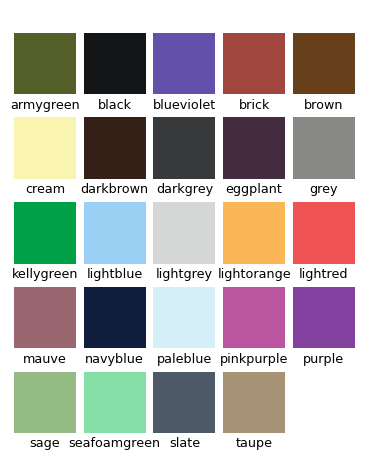 armygreen black blueviolet brick brown
cream darkbrown darkgrey eggplant grey
kellygreen lightblue lightgrey lightorange lightred
mauve navyblue paleblue pinkpurple purple
sage seafoamgreen slate taupe